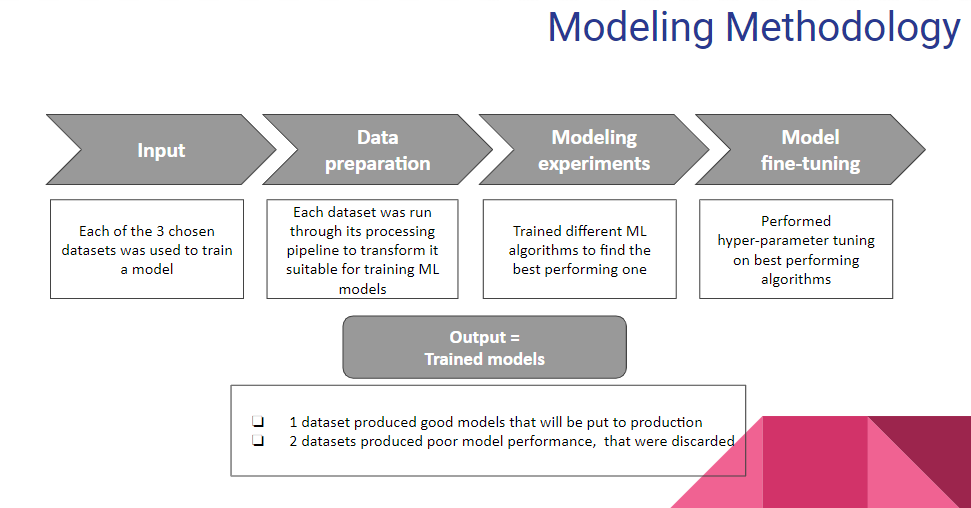 Modeling Methodology
Input
Data
preparation
Modeling
experiments
Model
fine-tuning
Each of the 3 chosen
datasets was used to train
a model
Each dataset was run
through its processing
pipeline to transform it
suitable for training ML
models
Trained different ML
algorithms to find the
best performing one
Performed
hyper-parameter tuning
on best performing
algorithms
Output =
Trained models
❏ 1 dataset produced good models that will be put to production
❏ 2 datasets produced poor model performance, that were discarded